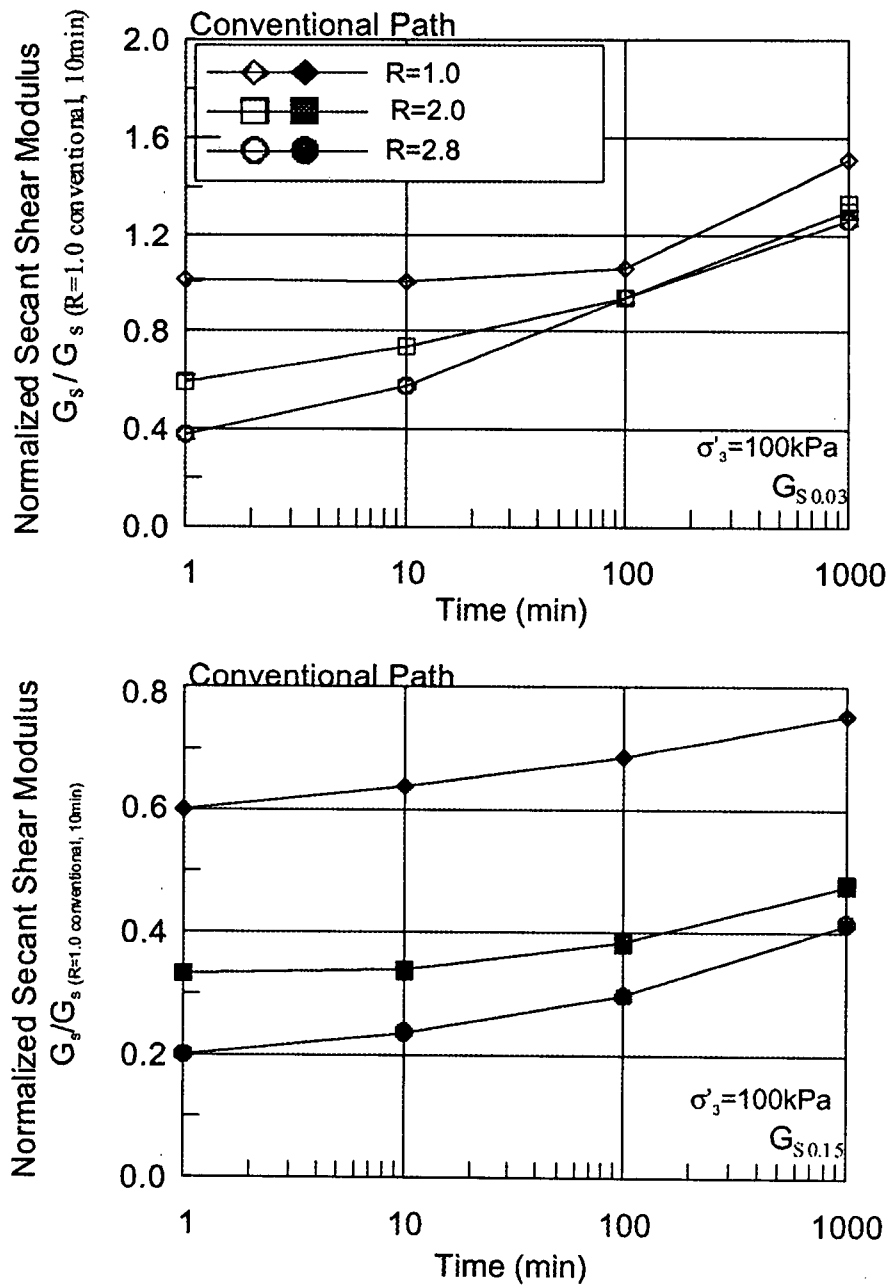 Conventional Path
Normalized Secant Shear Modulus
Gs / G s (R=1.0 conventional, 10min)
2.0
1.6
1.2
0.8
0.4
0.0
R=1.0
R=2.0
R=2.8
σ'3=100kPa
GS 0.03
1 10 100 1000
Time (min)
Conventional Path
Normalized Secant Shear Modulus
Gs/Gs (R=1.0 conventional, 10min)
0.8
0.6
0.4
0.2
0.0
σ'3=100kPa
GS 0.15
1 10 100 1000
Time (min)